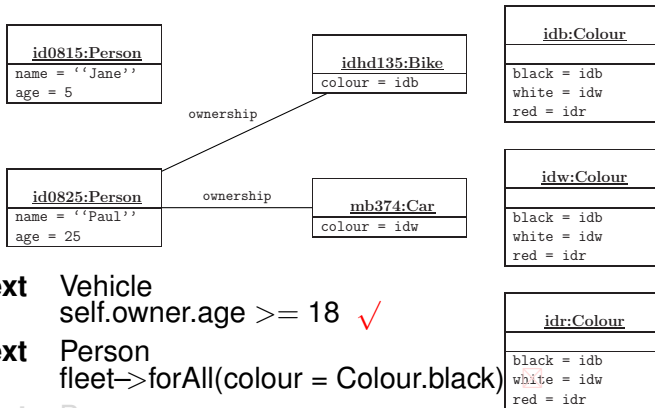 id0815:Person
name = ‘‘Jane’’
age = 5
idhd135:Bike
colour = idb
idb:Colour
black = idb
white = idw
red = idr
ownership
id0825:Person
name = ‘‘Paul’’
age = 25
ownership
mb374:Car
colour = idw
idw:Colour
black = idb
white = idw
red = idr
ext Vehicle
self.owner.age >= 18 √
ext Person
fleet−>forAll(colour = Colour.black)
idr:Colour
black = idb
white = idw
red = idr